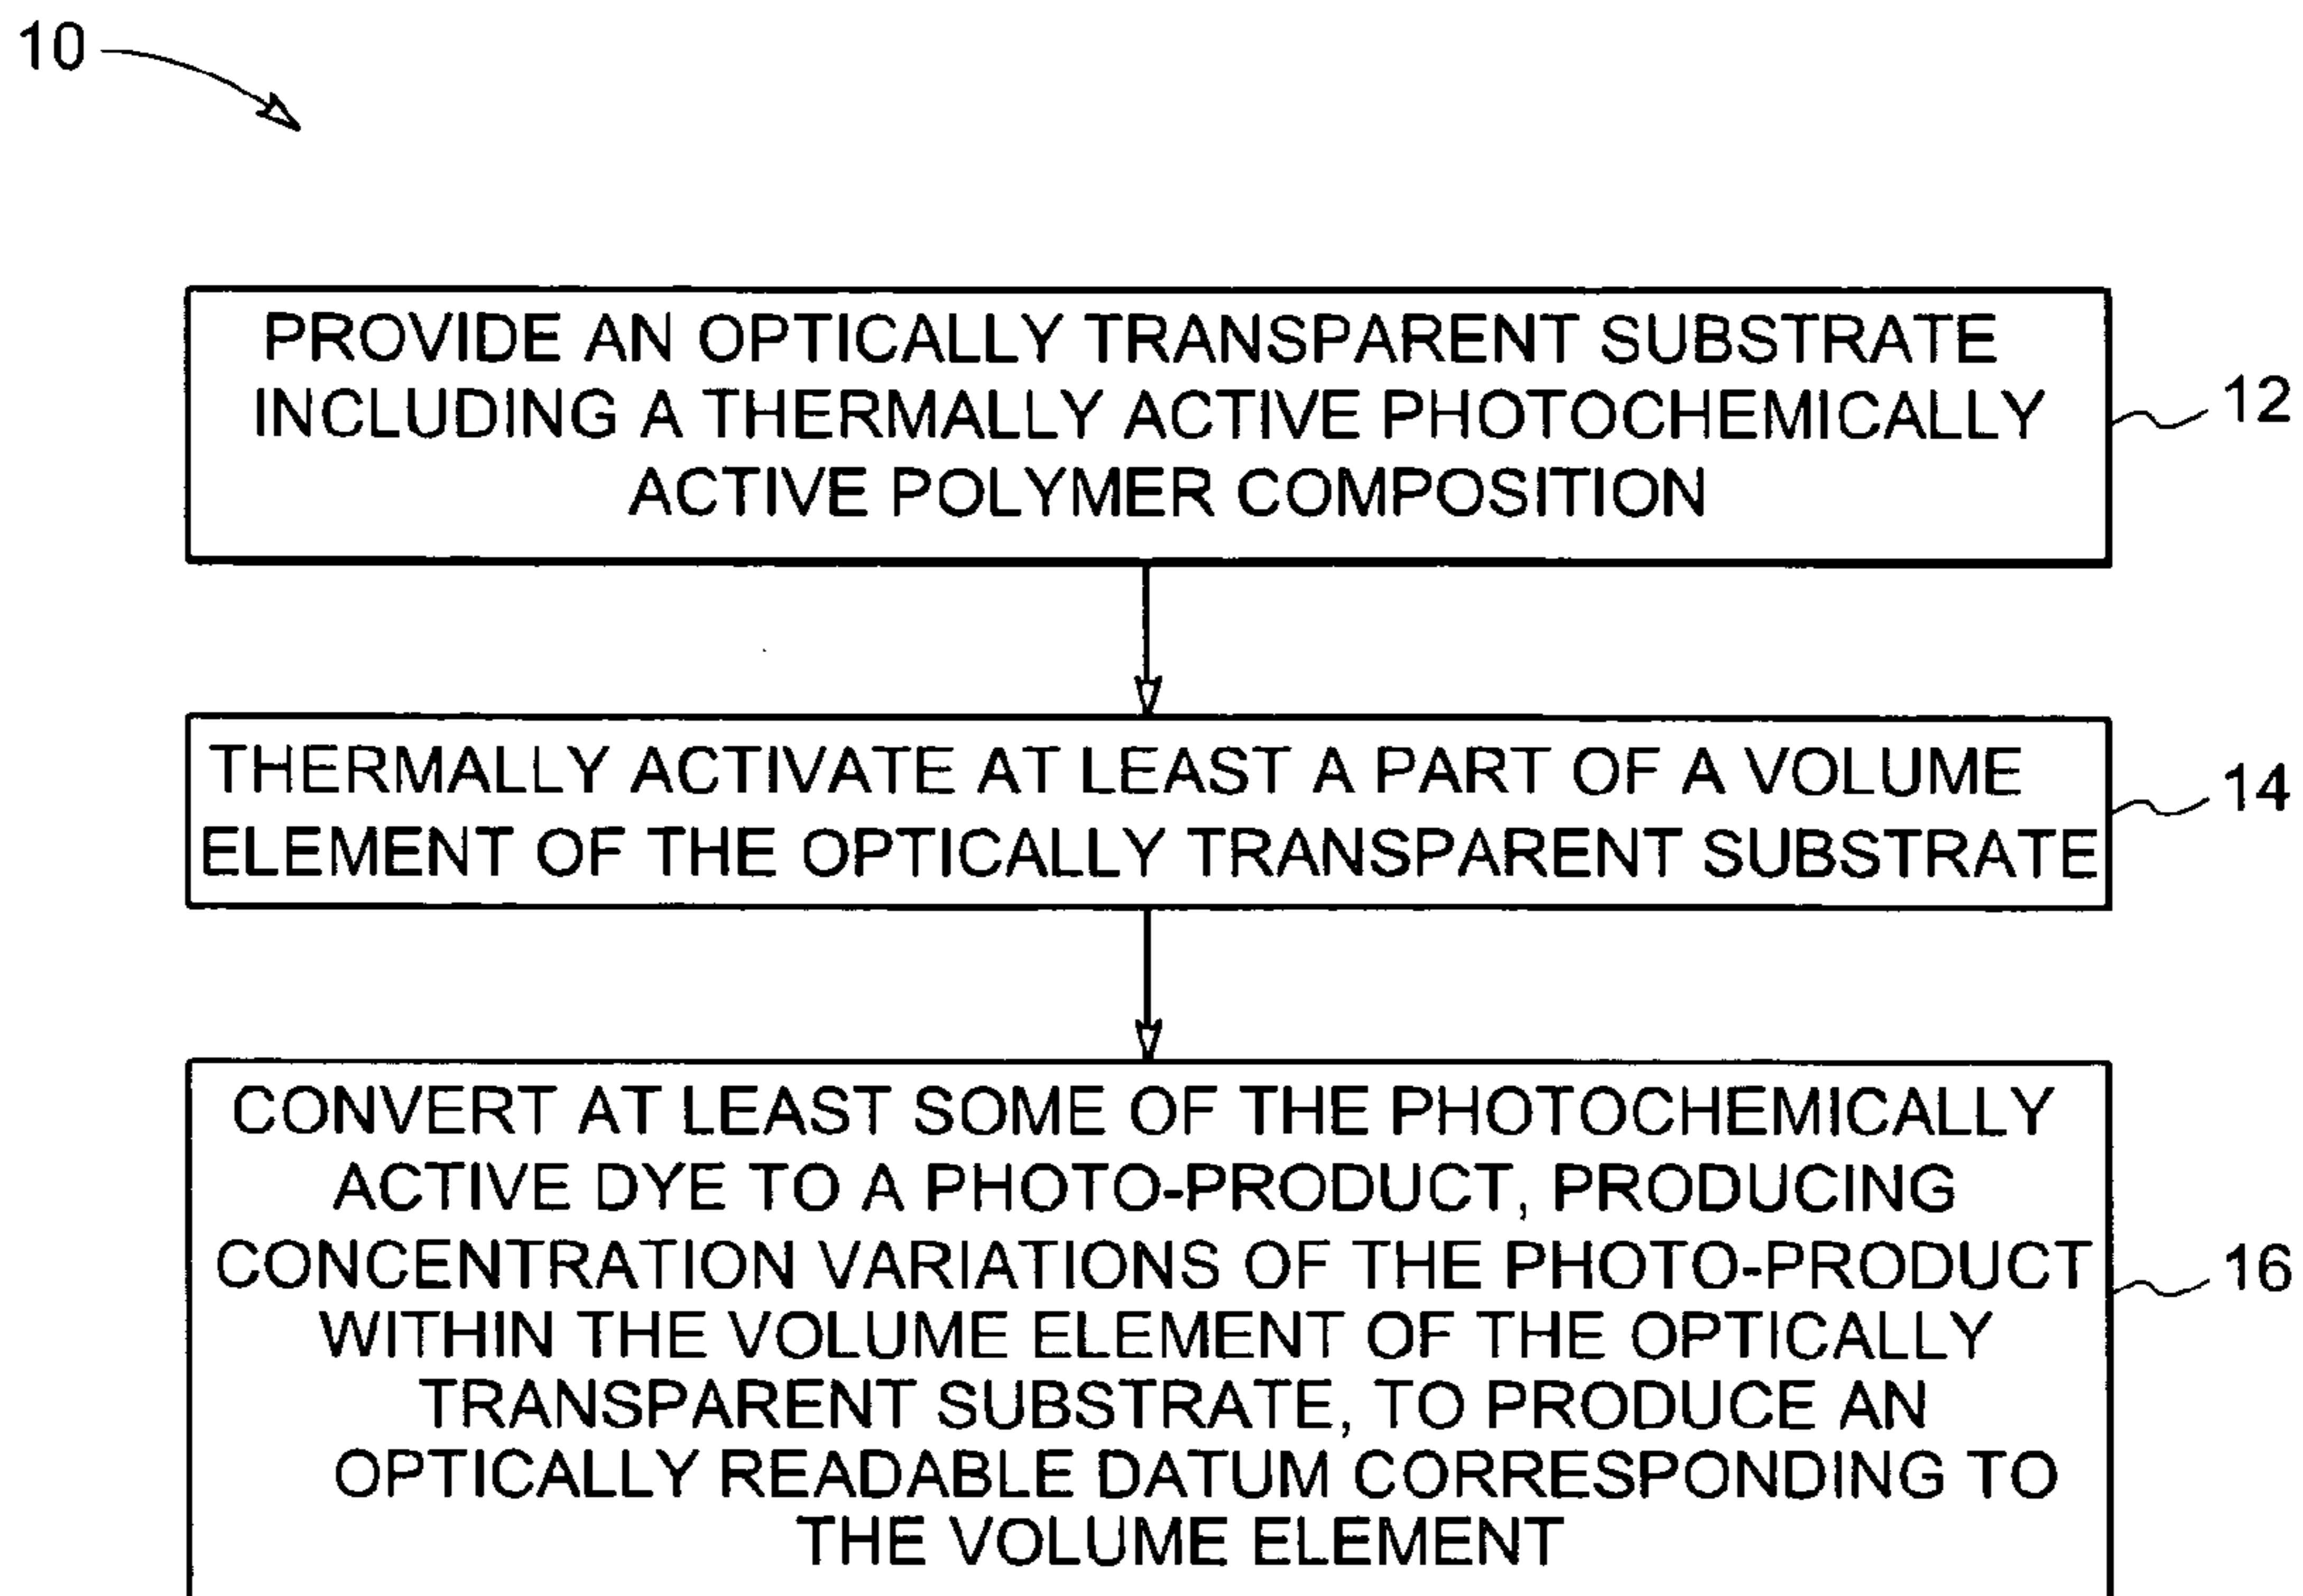 10
PROVIDE AN OPTICALLY TRANSPARENT SUBSTRATE
INCLUDING A THERMALLY ACTIVE PHOTOCHEMICALLY
ACTIVE POLYMER COMPOSITION
12
THERMALLY ACTIVATE AT LEAST A PART OF A VOLUME
ELEMENT OF THE OPTICALLY TRANSPARENT SUBSTRATE
14
CONVERT AT LEAST SOME OF THE PHOTOCHEMICALLY
ACTIVE DYE TO A PHOTO-PRODUCT, PRODUCING
CONCENTRATION VARIATIONS OF THE PHOTO-PRODUCT
WITHIN THE VOLUME ELEMENT OF THE OPTICALLY
TRANSPARENT SUBSTRATE, TO PRODUCE AN
OPTICALLY READABLE DATUM CORRESPONDING TO
THE VOLUME ELEMENT
16